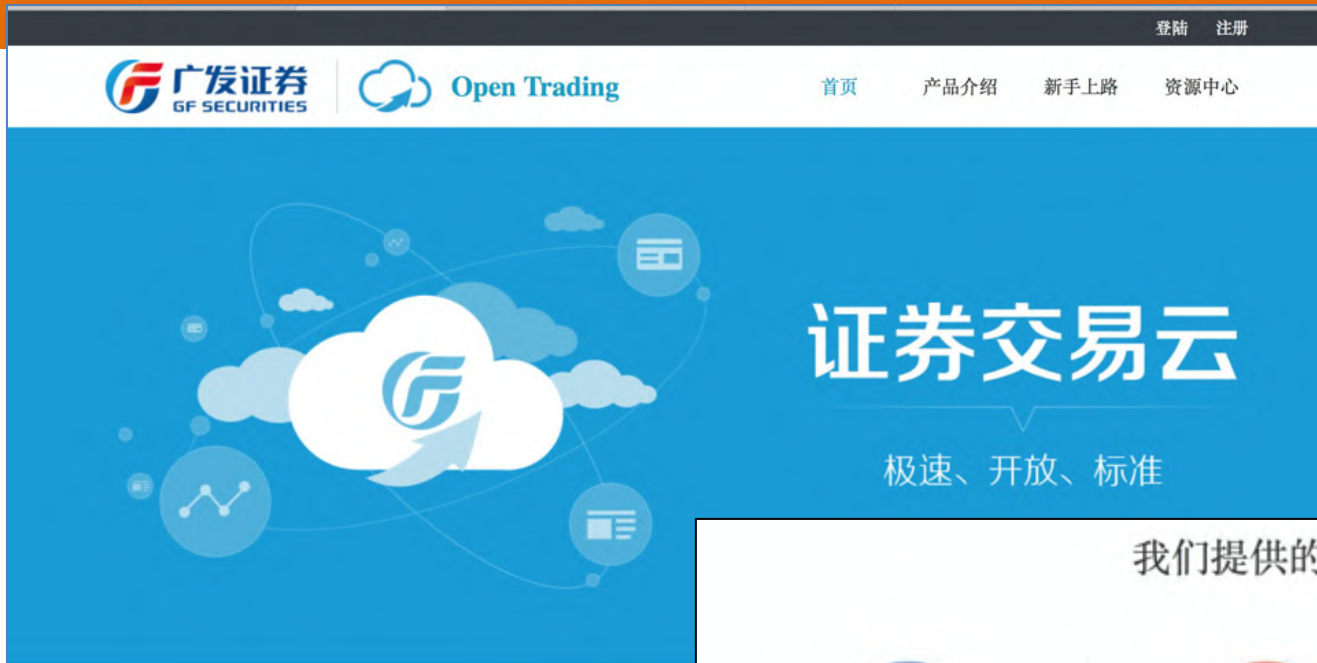 登陆 注册
广发证券
GF SECURITIES
Open Trading
首页 产品介绍 新手上路 资源中心
证券交易云
极速、开放、标准
我们提供的